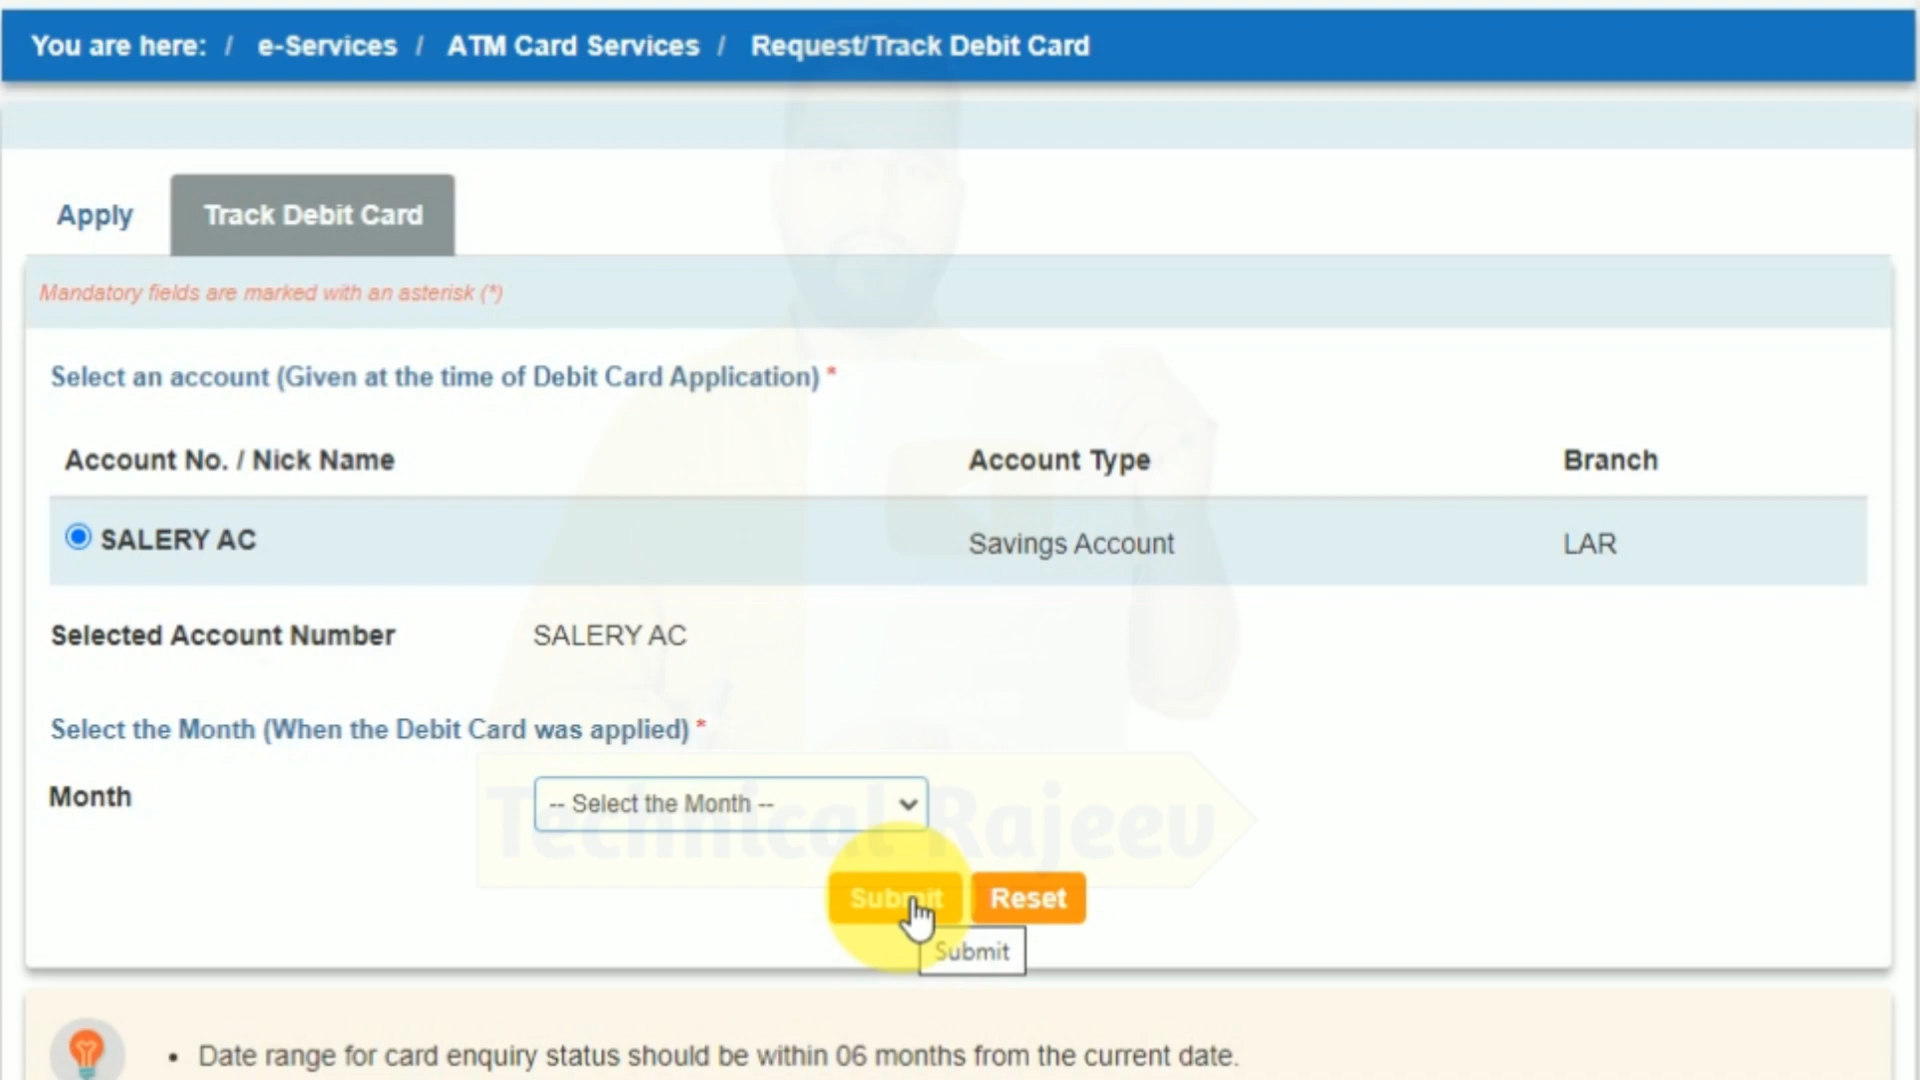 You are here: / e-Services / ATM Card Services / Request/Track Debit Card
Apply Track Debit Card
Mandatory fields are marked with an asterisk (*)
Select an account (Given at the time of Debit Card Application) *
Account No. / Nick Name Account Type Branch
SALERY AC Savings Account LAR
Selected Account Number SALERY AC
Select the Month (When the Debit Card was applied) *
Month -- Select the Month --
Technical Rajeev
Submit Reset
Submit
• Date range for card enquiry status should be within 06 months from the current date.